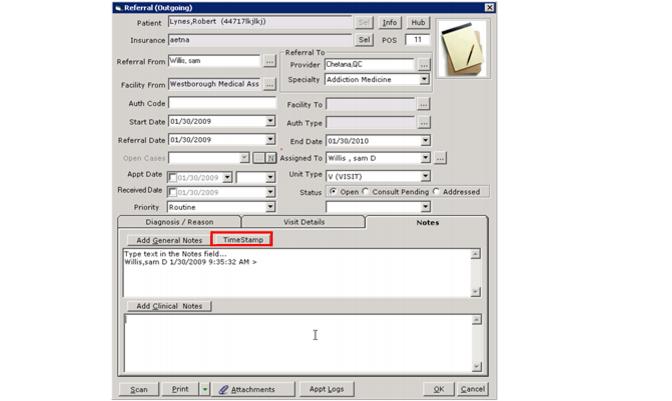 Referral (Outgoing)
Patient Lynes,Robert (44717lkjlkj) Sel Info Hub
Insurance aetna Sel POS 11
Referral To
Referral From Willis, sam ... Provider Chetana,QC ...
Specialty Addiction Medicine
Facility From Westborough Medical Ass ...
Auth Code Facility To ...
Start Date 01/30/2009 Auth Type ...
Referral Date 01/30/2009 End Date 01/30/2010
Open Cases ... N Assigned To Willis , sam D ...
Appt Date 01/30/2009 Unit Type V (VISIT)
Received Date 01/30/2009 Status Open Consult Pending Addressed
Priority Routine
Diagnosis / Reason Visit Details Notes
Add General Notes TimeStamp
Type text in the Notes field...
Willis,sam D 1/30/2009 9:35:32 AM >
Add Clinical Notes
Scan Print Attachments Appt Logs OK Cancel